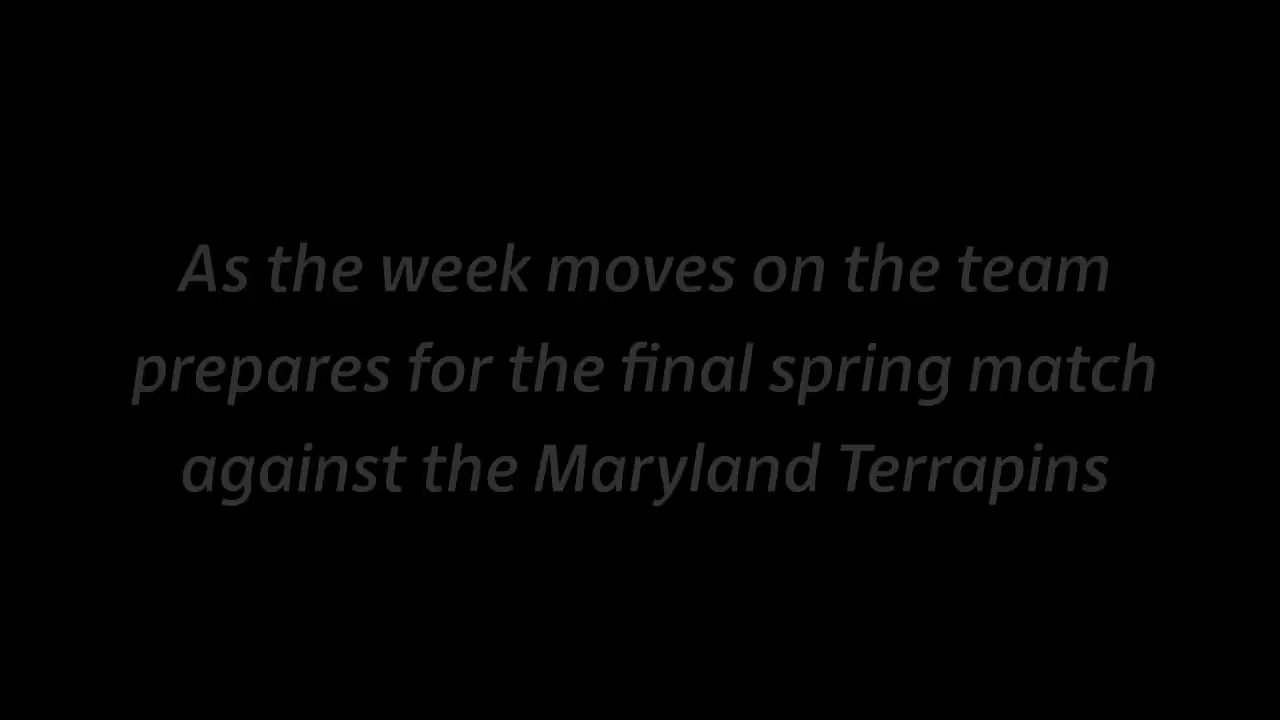 As the week moves on the team
prepares for the final spring match
against the Maryland Terrapins